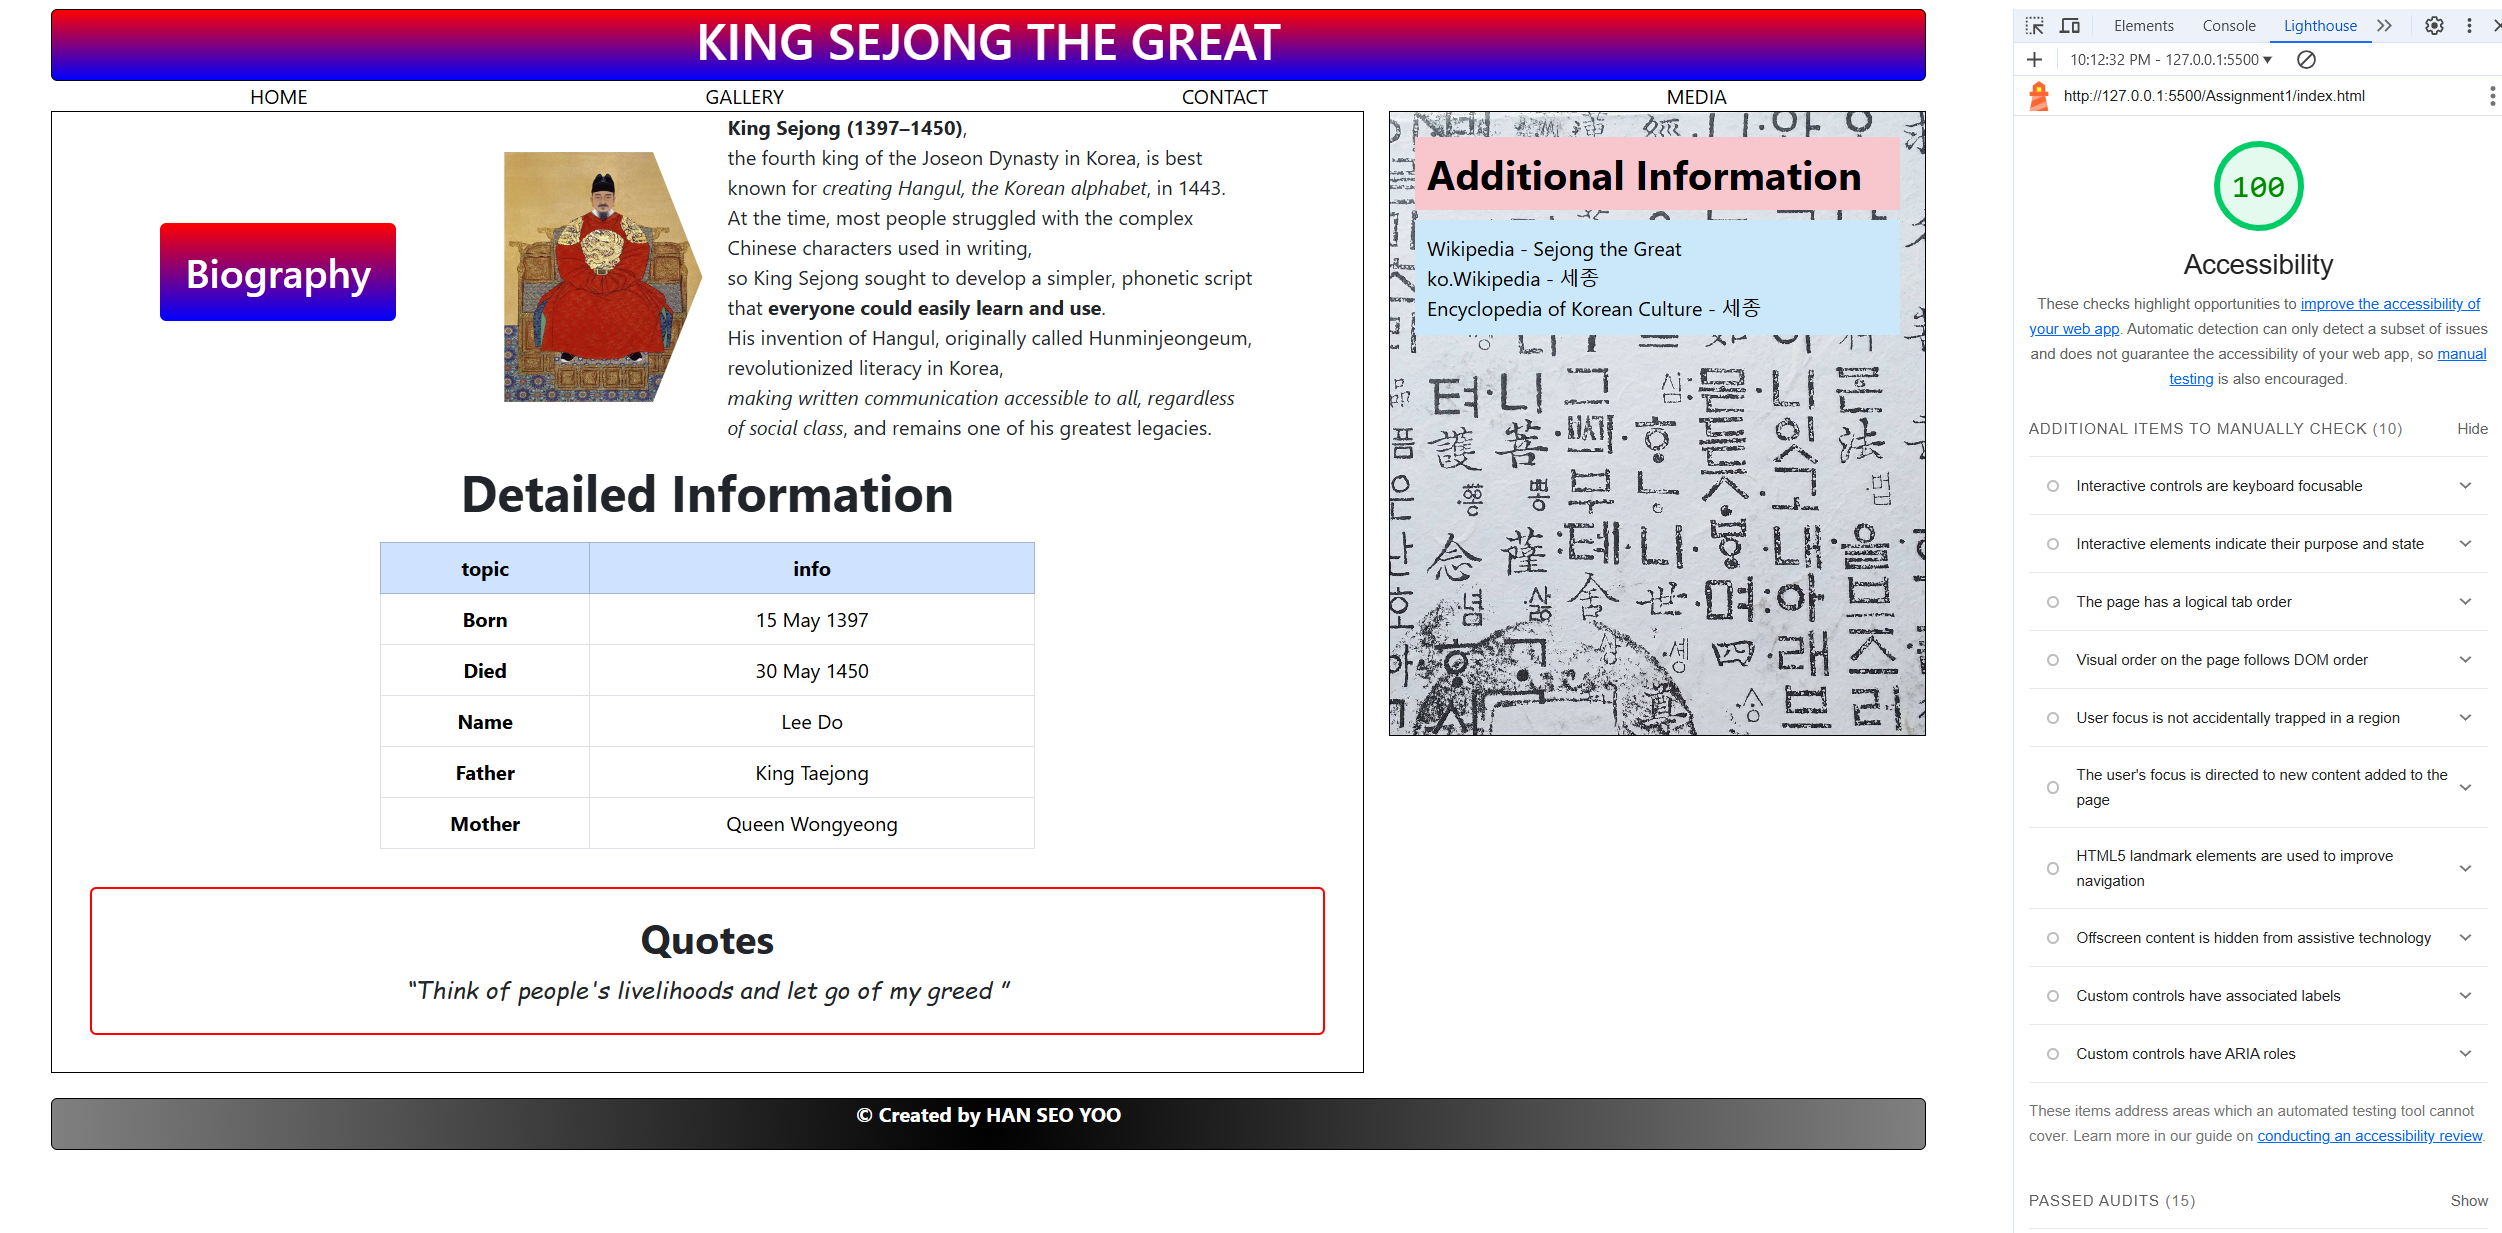 KING SEJONG THE GREAT
HOME
GALLERY
CONTACT
MEDIA
Biography
King Sejong (1397–1450),
the fourth king of the Joseon Dynasty in Korea, is best
known for creating Hangul, the Korean alphabet, in 1443.
At the time, most people struggled with the complex
Chinese characters used in writing,
so King Sejong sought to develop a simpler, phonetic script
that everyone could easily learn and use.
His invention of Hangul, originally called Hunminjeongeum,
revolutionized literacy in Korea,
making written communication accessible to all, regardless
of social class, and remains one of his greatest legacies.
Detailed Information
topic info
Born 15 May 1397
Died 30 May 1450
Name Lee Do
Father King Taejong
Mother Queen Wongyeong
Quotes
“Think of people's livelihoods and let go of my greed ”
Additional Information
Wikipedia - Sejong the Great
ko.Wikipedia - 세종
Encyclopedia of Korean Culture - 세종
© Created by HAN SEO YOO
Elements
Console
Lighthouse
10:12:32 PM - 127.0.0.1:5500
http://127.0.0.1:5500/Assignment1/index.html
100
Accessibility
These checks highlight opportunities to improve the accessibility of
your web app. Automatic detection can only detect a subset of issues
and does not guarantee the accessibility of your web app, so manual
testing is also encouraged.
ADDITIONAL ITEMS TO MANUALLY CHECK (10) Hide
Interactive controls are keyboard focusable
Interactive elements indicate their purpose and state
The page has a logical tab order
Visual order on the page follows DOM order
User focus is not accidentally trapped in a region
The user's focus is directed to new content added to the
page
HTML5 landmark elements are used to improve
navigation
Offscreen content is hidden from assistive technology
Custom controls have associated labels
Custom controls have ARIA roles
These items address areas which an automated testing tool cannot
cover. Learn more in our guide on conducting an accessibility review.
PASSED AUDITS (15) Show